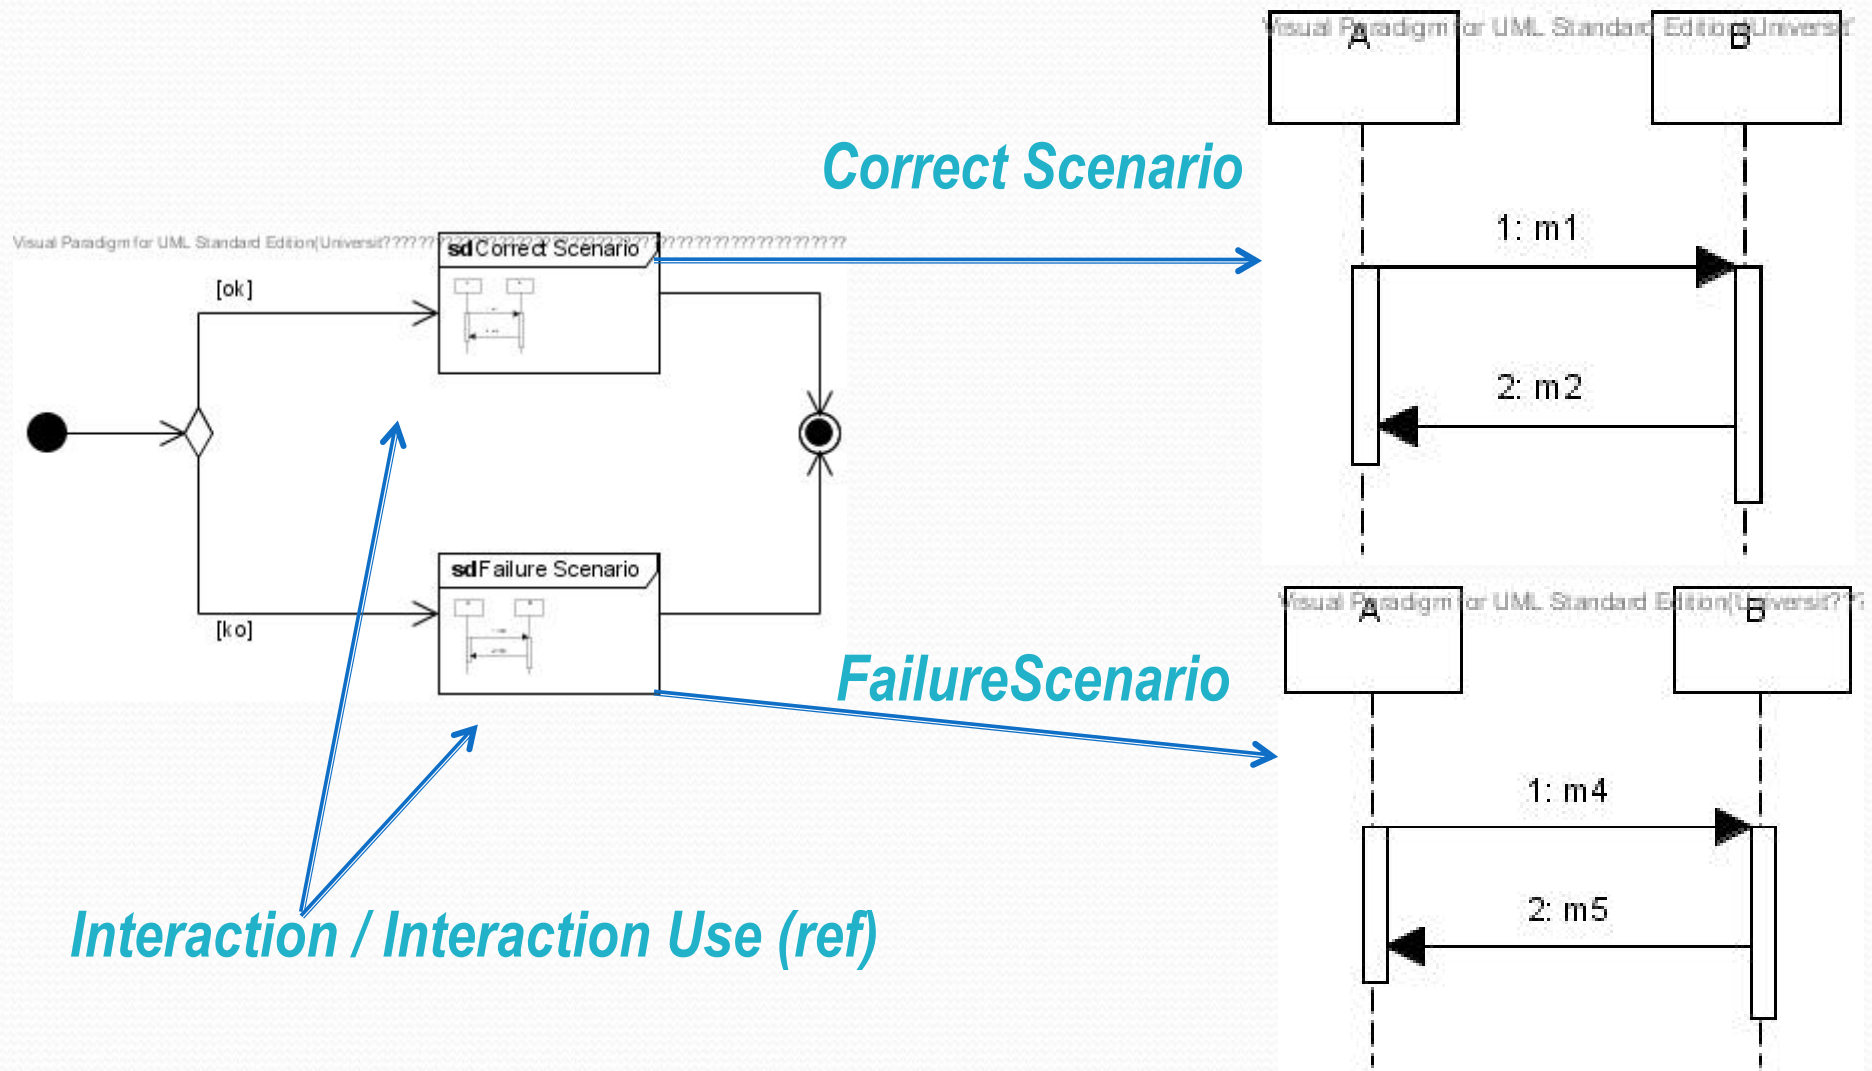 Visual Paradigm for UML Standard Edition(Universit
A
B
Correct Scenario
1: m1
Visual Paradigm for UML Standard Edition(Universit????????????????????????????????????????????????????
sd Correct Scenario
[ok]
2: m2
sd Failure Scenario
Visual Paradigm for UML Standard Edition(Universit???
A
B
[ko]
FailureScenario
1: m4
2: m5
Interaction / Interaction Use (ref)